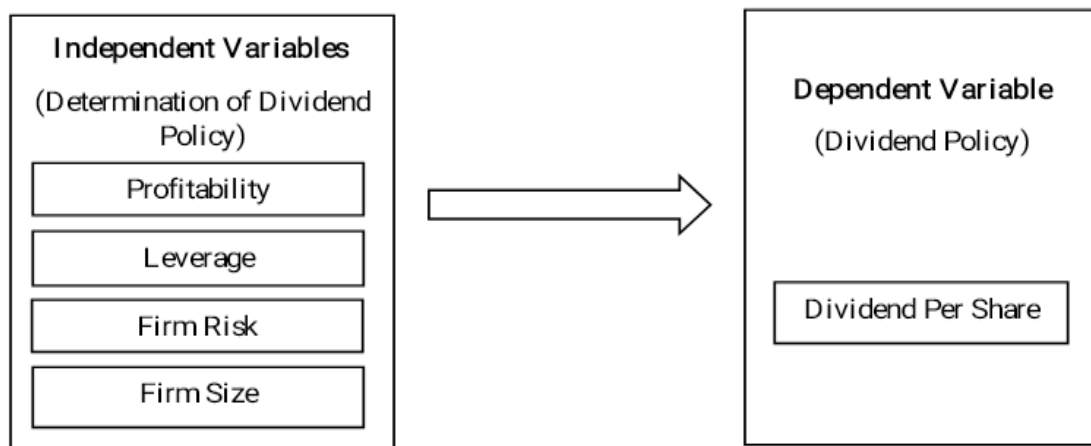 Independent Variables
(Determination of Dividend
Policy)
Profitability
Leverage
Firm Risk
Firm Size
Dependent Variable
(Dividend Policy)
Dividend Per Share